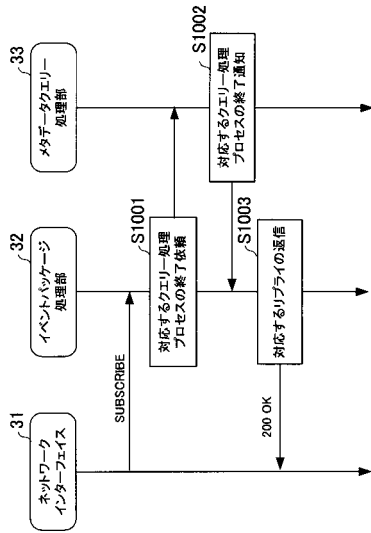 31
ネットワーク
インターフェイス
32
イベントパッケージ
処理部
33
メタデータクエリー
処理部
SUBSCRIBE
S1001
対応するクエリー処理
プロセスの終了依頼
S1002
対応するクエリー処理
プロセスの終了通知
S1003
対応するリプライの返信
200 OK